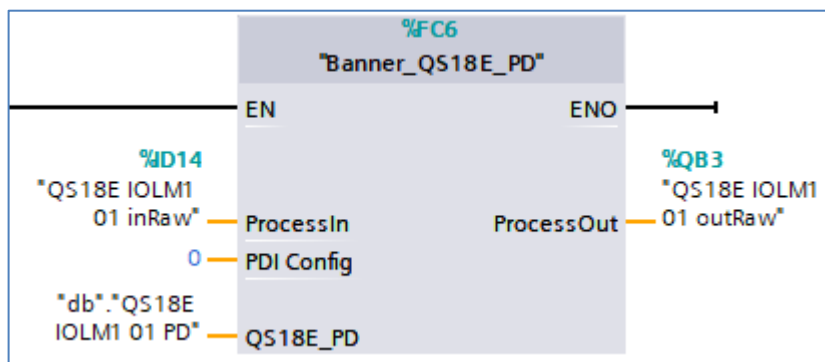 %FC6
"Banner_QS18E_PD"
EN
ENO
%ID14
"QS18E IOLM1
01 inRaw"
ProcessIn
0
PDI Config
"db"."QS18E
IOLM1 01 PD"
QS18E_PD
%QB3
"QS18E IOLM1
01 outRaw"
ProcessOut